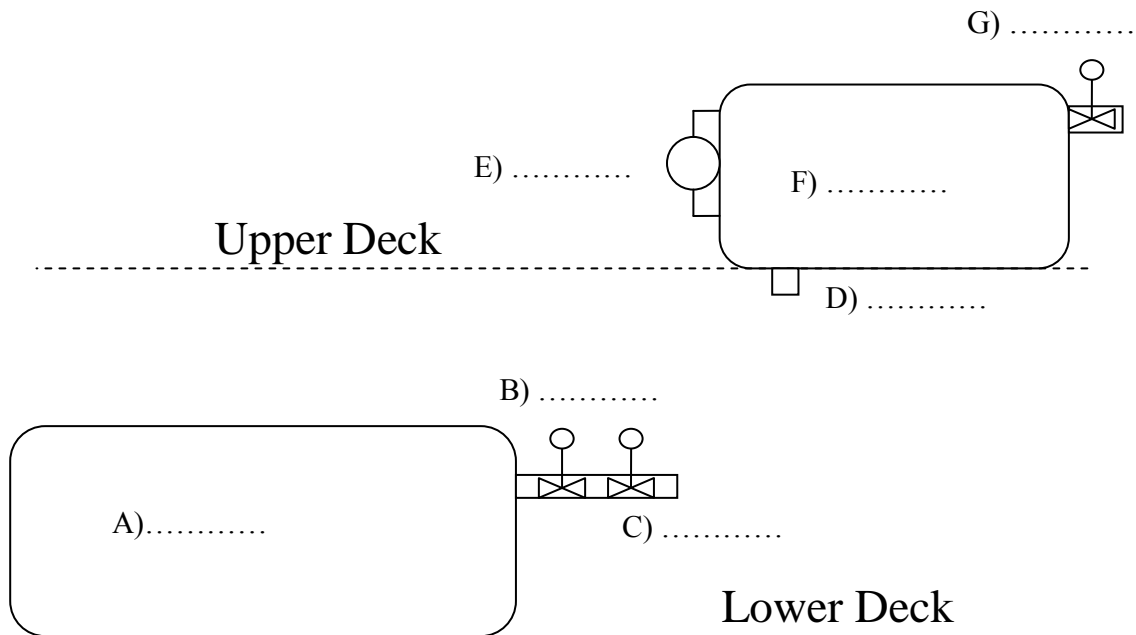 G) …………
E) …………
F) …………
Upper Deck
D) …………
B) …………
A)…………
C) …………
Lower Deck